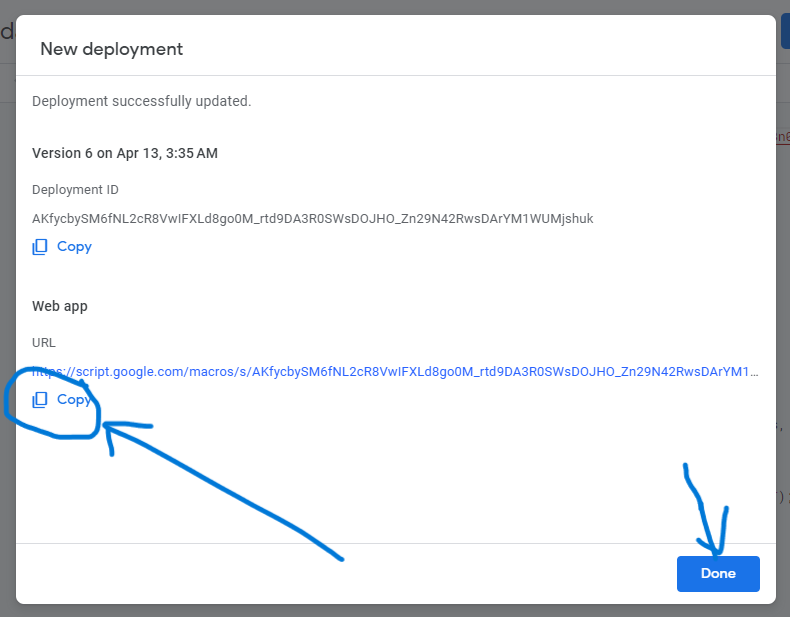 New deployment
Deployment successfully updated.
Version 6 on Apr 13, 3:35 AM
Deployment ID
AKfycbySM6fNL2cR8VwIFXLd8go0M_rtd9DA3R0SWsDOJHO_Zn29N42RwsDArYM1WUMjshuk
Copy
Web app
URL
https://script.google.com/macros/s/AKfycbySM6fNL2cR8VwIFXLd8go0M_rtd9DA3R0SWsDOJHO_Zn29N42RwsDArYM1...
Copy
Done